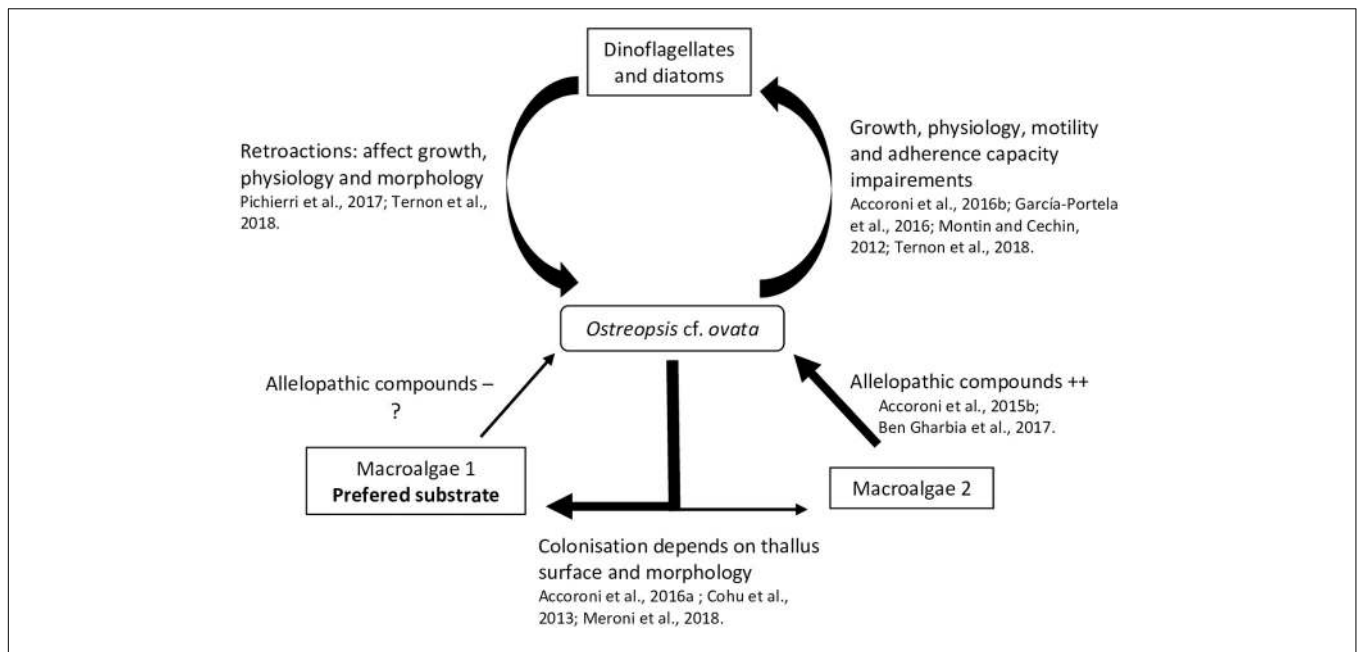 Dinoflagellates
and diatoms
Retroactions: affect growth,
physiology and morphology
Pichierri et al., 2017; Ternon et al.,
2018.
Growth, physiology, motility
and adherence capacity
impairements
Accoroni et al., 2016b; García-Portela
et al., 2016; Montin and Cechin,
2012; Ternon et al., 2018.
Ostreopsis cf. ovata
Allelopathic compounds –
?
Allelopathic compounds ++
Accoroni et al., 2015b;
Ben Gharbia et al., 2017.
Macroalgae 1
Prefered substrate
Macroalgae 2
Colonisation depends on thallus
surface and morphology
Accoroni et al., 2016a ; Cohu et al.,
2013; Meroni et al., 2018.